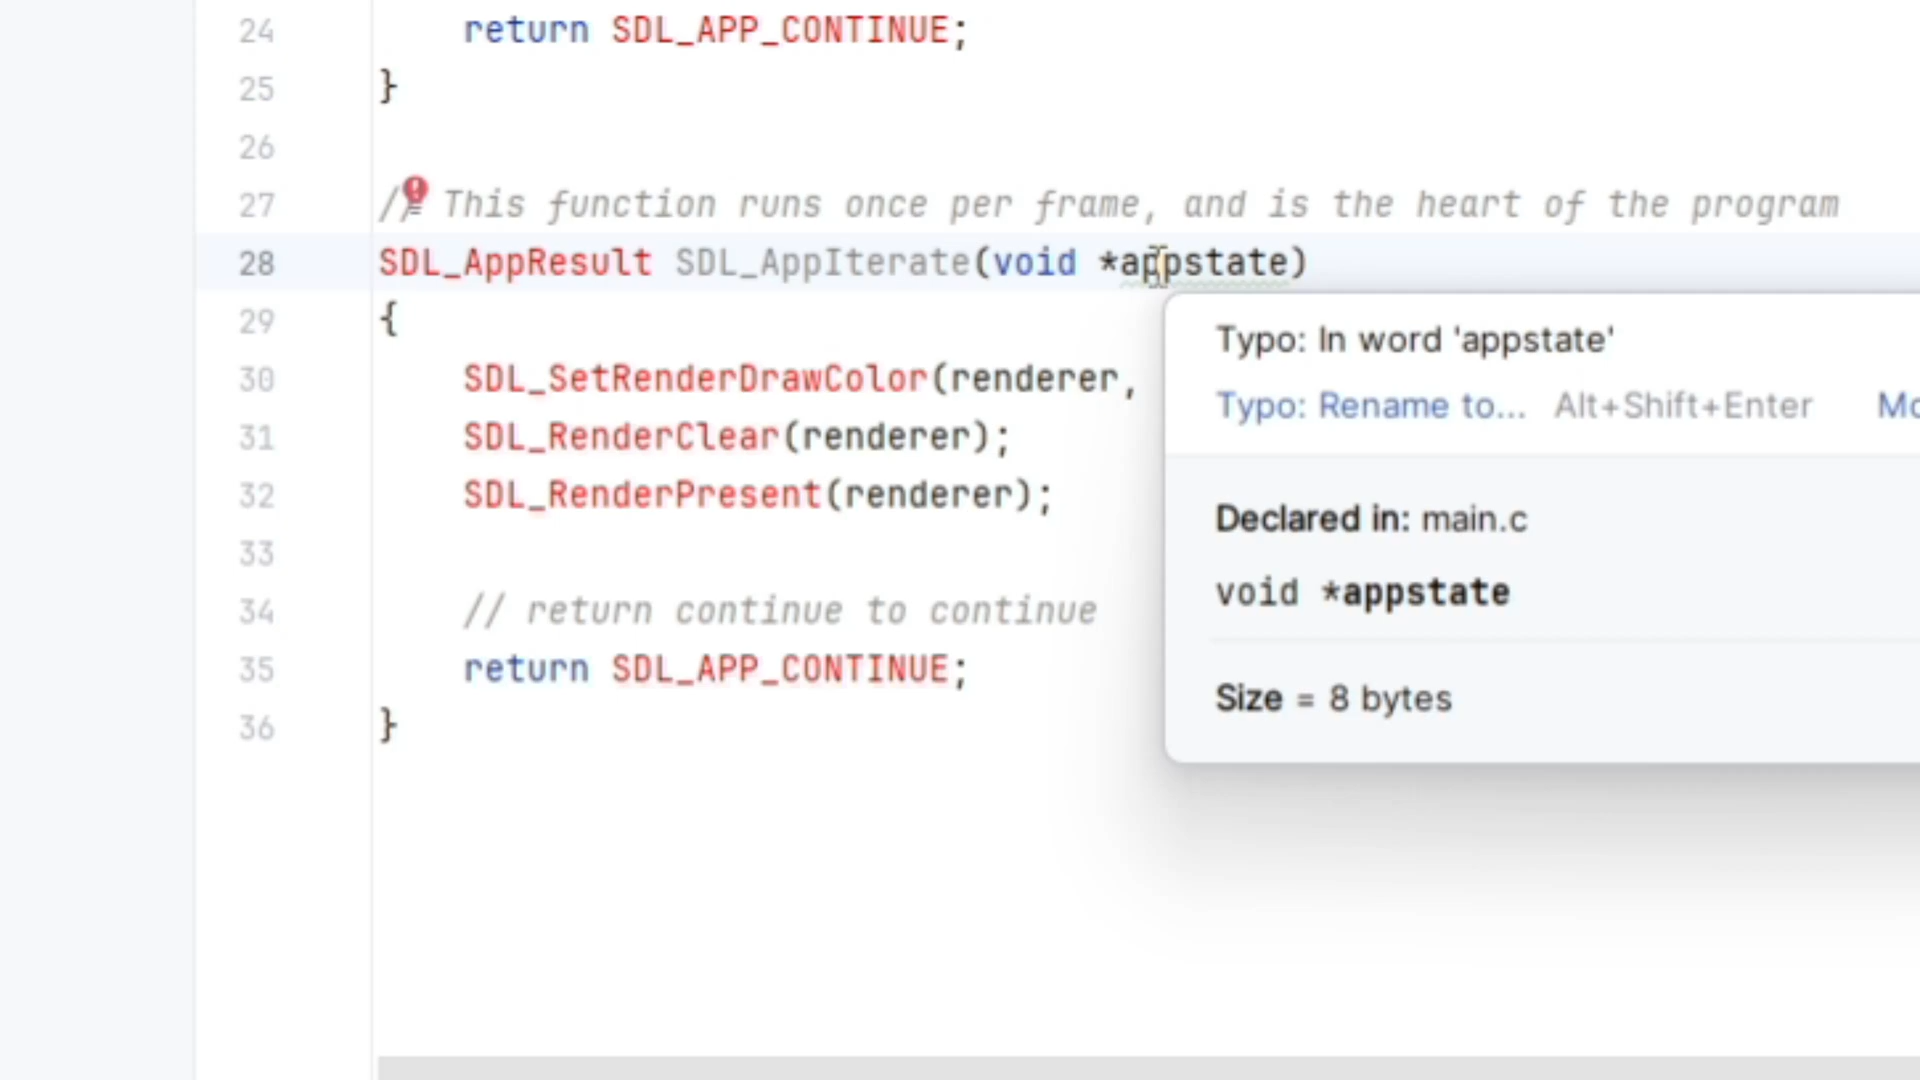 24 return SDL_APP_CONTINUE;
25 }
26
27 // This function runs once per frame, and is the heart of the program
28 SDL_AppResult SDL_AppIterate(void *appstate)
29 {
30 SDL_SetRenderDrawColor(renderer,
31 SDL_RenderClear(renderer);
32 SDL_RenderPresent(renderer);
33
34 // return continue to continue
35 return SDL_APP_CONTINUE;
36 }
Typo: In word 'appstate'
Typo: Rename to... Alt+Shift+Enter
Declared in: main.c
void *appstate
Size = 8 bytes